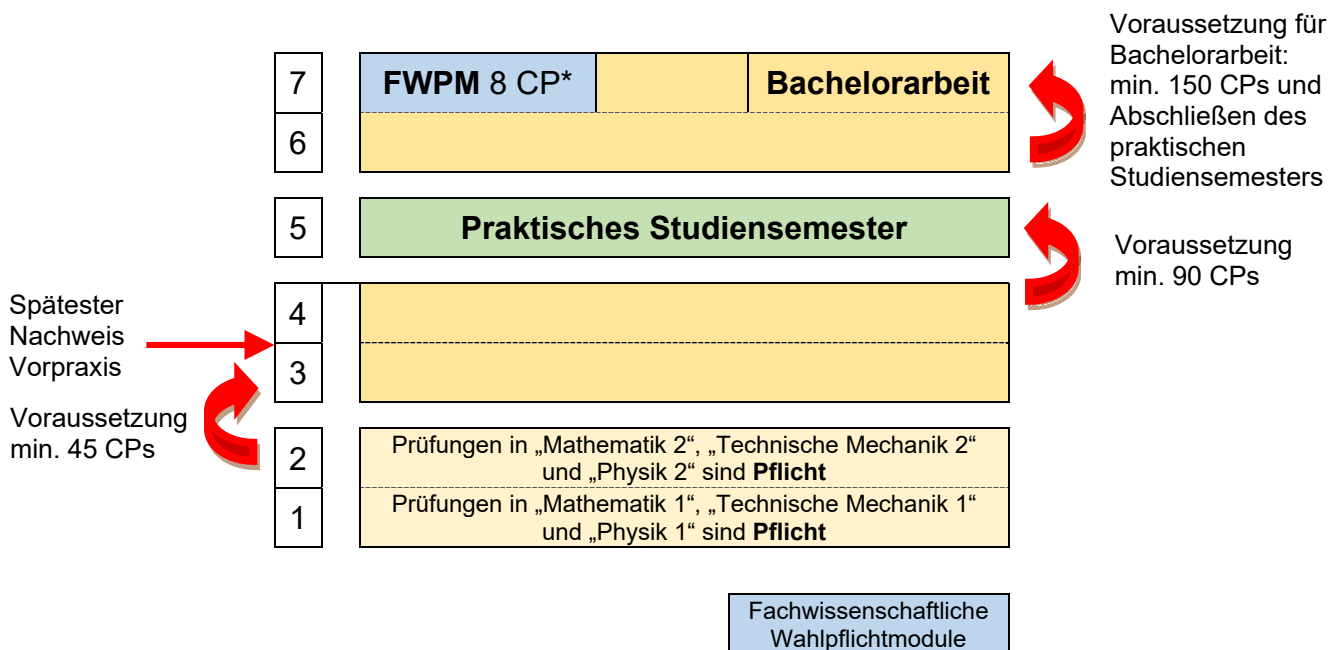 Voraussetzung für
Bachelorarbeit:
min. 150 CPs und
Abschließen des
praktischen
Studiensemesters
7
FWPM 8 CP*
Bachelorarbeit
6
5
Praktisches Studiensemester
Voraussetzung
min. 90 CPs
Spätester
Nachweis
Vorpraxis
4
3
Voraussetzung
min. 45 CPs
2
Prüfungen in „Mathematik 2“, „Technische Mechanik 2“
und „Physik 2“ sind Pflicht
1
Prüfungen in „Mathematik 1“, „Technische Mechanik 1“
und „Physik 1“ sind Pflicht
Fachwissenschaftliche
Wahlpflichtmodule